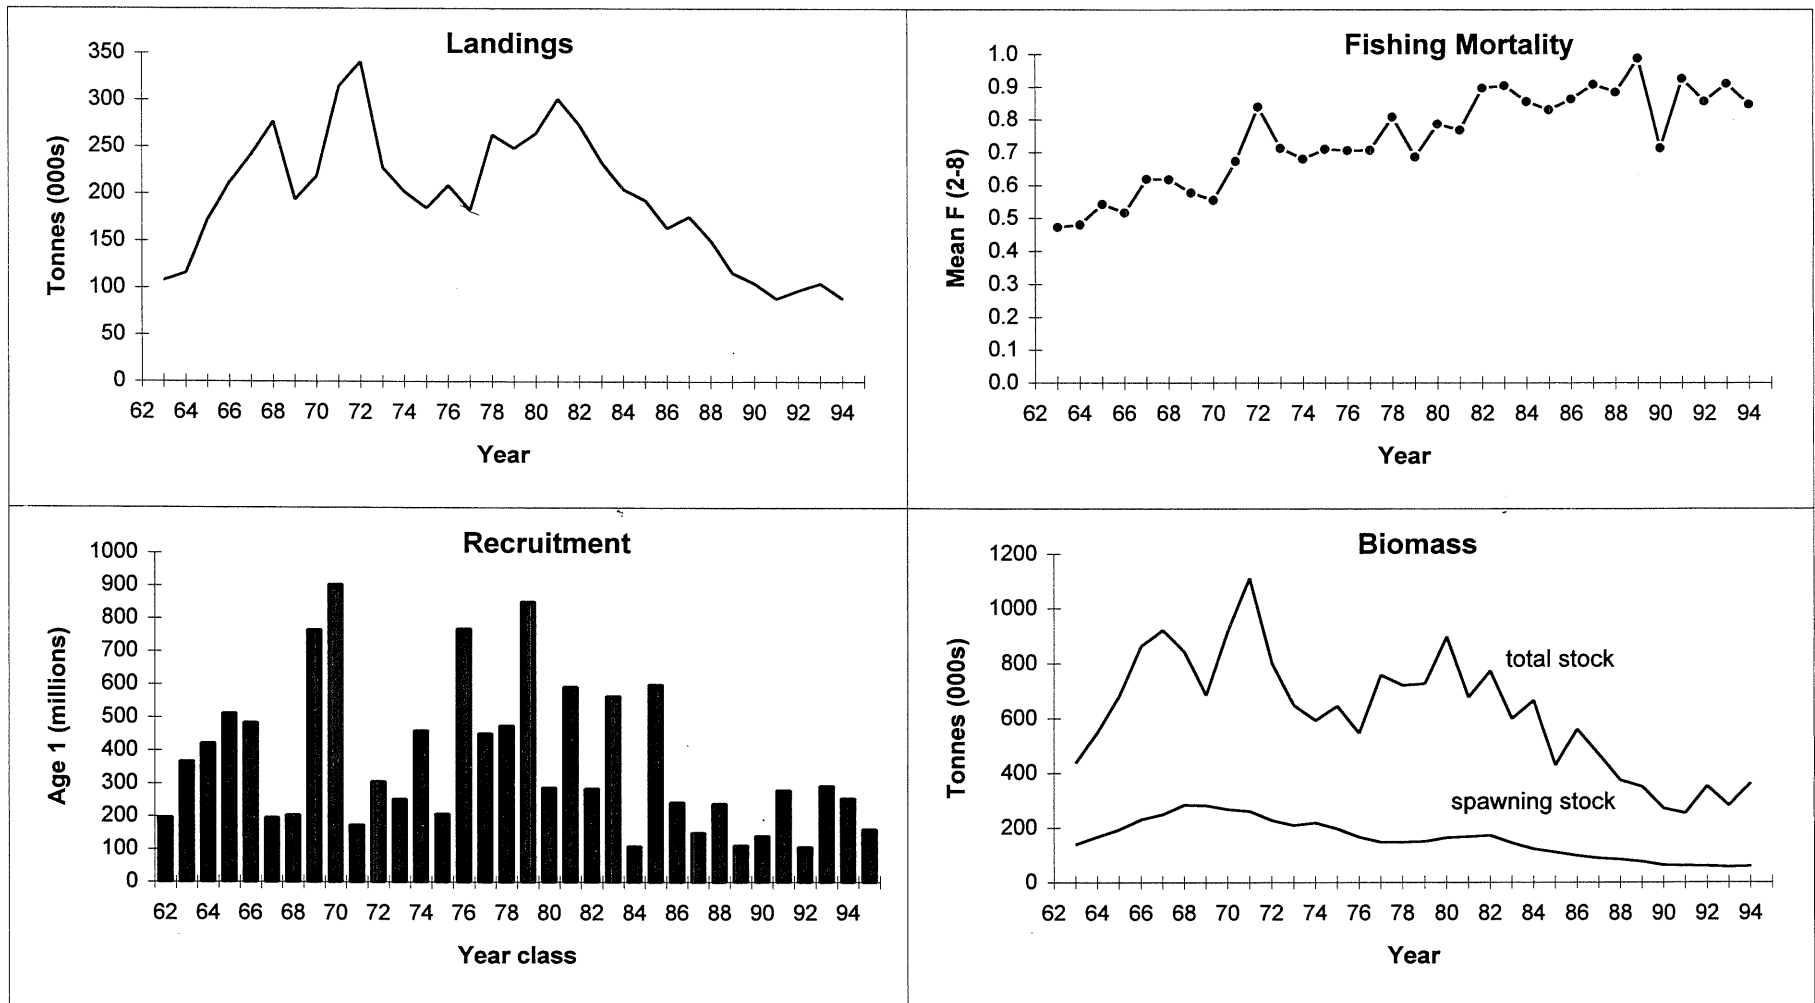 Landings
Tonnes (000s)
350
300
250
200
150
100
50
0
62 64 66 68 70 72 74 76 78 80 82 84 86 88 90 92 94
Year
Fishing Mortality
Mean F (2-8)
1.0
0.9
0.8
0.7
0.6
0.5
0.4
0.3
0.2
0.1
0.0
62 64 66 68 70 72 74 76 78 80 82 84 86 88 90 92 94
Year
Recruitment
Age 1 (millions)
1000
900
800
700
600
500
400
300
200
100
0
62 64 66 68 70 72 74 76 78 80 82 84 86 88 90 92 94
Year class
Biomass
Tonnes (000s)
1200
1000
800
600
400
200
0
total stock
spawning stock
62 64 66 68 70 72 74 76 78 80 82 84 86 88 90 92 94
Year